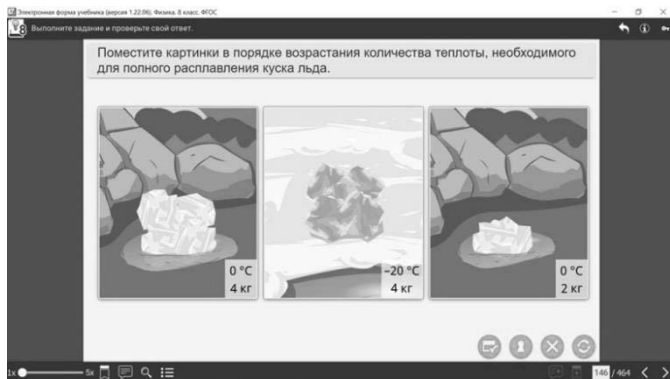 Электронная форма учебника (версия 1.22.06). Физика. 8 класс. ФГОС
8
Выполните задание и проверьте свой ответ.
Поместите картинки в порядке возрастания количества теплоты, необходимого
для полного расплавления куска льда.
0 °C
4 кг
–20 °C
4 кг
0 °C
2 кг
1x
5x
146 / 464